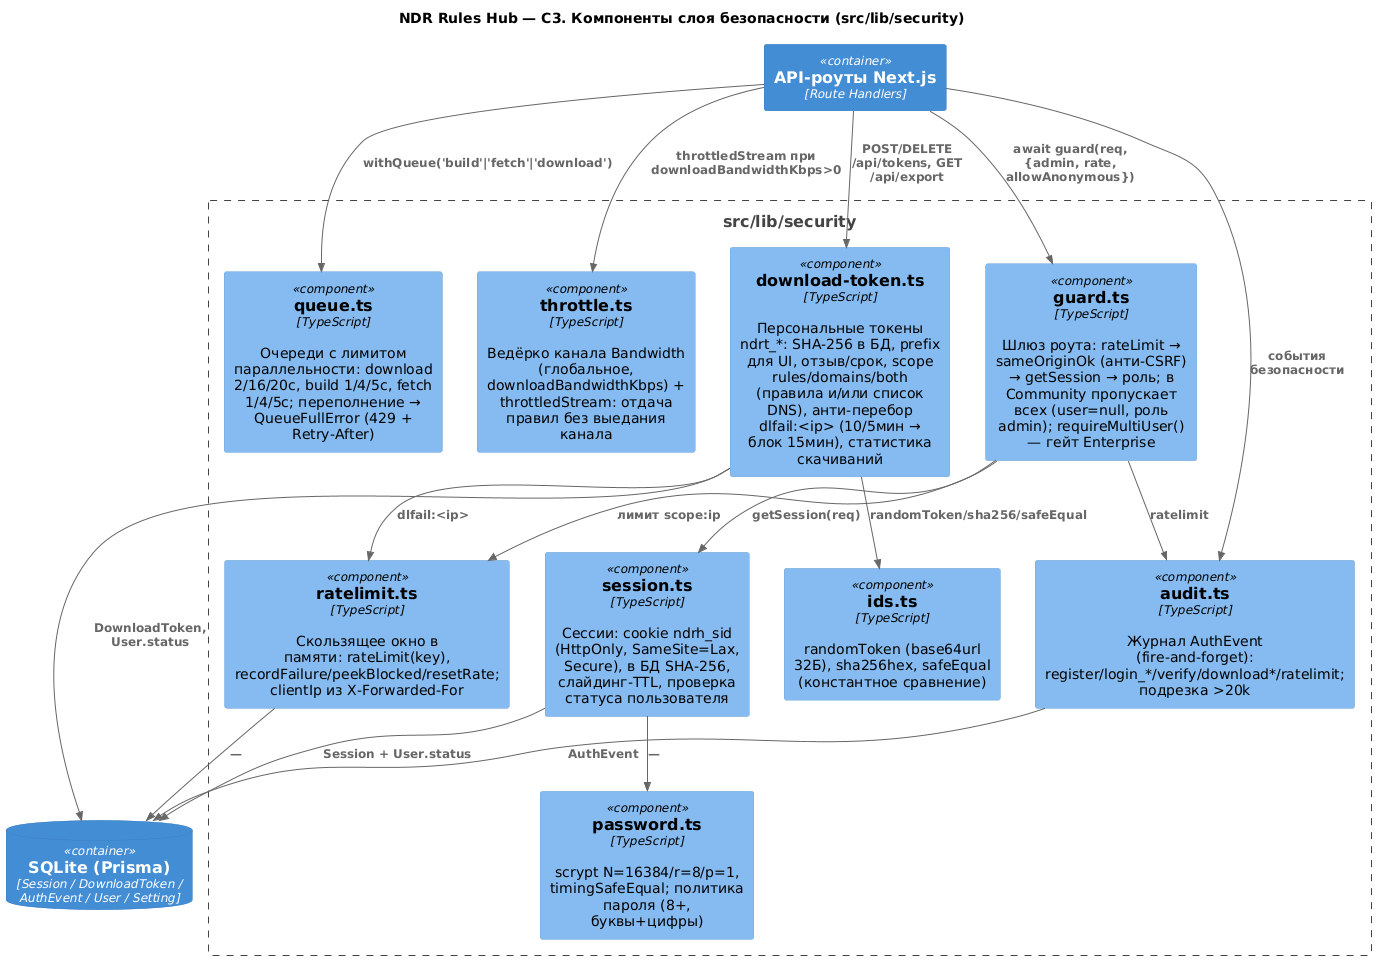 NDR Rules Hub — C3. Компоненты слоя безопасности (src/lib/security)
«container»
API-роуты Next.js
[Route Handlers]
withQueue('build'|'fetch'|'download')
throttledStream при
downloadBandwidthKbps>0
POST/DELETE
/api/tokens, GET
/api/export
await guard(req,
{admin, rate,
allowAnonymous})
события
безопасности
src/lib/security
«component»
queue.ts
[TypeScript]
Очереди с лимитом
параллельности: download
2/16/20с, build 1/4/5с, fetch
1/4/5с; переполнение →
QueueFullError (429 +
Retry-After)
«component»
throttle.ts
[TypeScript]
Ведёрко канала Bandwidth
(глобальное,
downloadBandwidthKbps) +
throttledStream: отдача
правил без выедания
канала
«component»
download-token.ts
[TypeScript]
Персональные токены
ndrt_*: SHA-256 в БД, prefix
для UI, отзыв/срок, scope
rules/domains/both
(правила и/или список
DNS), анти-перебор
dlfail:<ip> (10/5мин →
блок 15мин), статистика
скачиваний
«component»
guard.ts
[TypeScript]
Шлюз роута: rateLimit →
sameOriginOk (анти-CSRF)
→ getSession → роль; в
Community пропускает
всех (user=null, роль
admin); requireMultiUser()
— гейт Enterprise
dlfail:<ip>
лимит scope:ip
getSession(req)
randomToken/sha256/safeEqual
ratelimit
DownloadToken,
User.status
«component»
ratelimit.ts
[TypeScript]
Скользящее окно в
памяти: rateLimit(key),
recordFailure/peekBlocked/resetRate;
clientIp из X-Forwarded-For
«component»
session.ts
[TypeScript]
Сессии: cookie ndrh_sid
(HttpOnly, SameSite=Lax,
Secure), в БД SHA-256,
слайдинг-TTL, проверка
статуса пользователя
«component»
ids.ts
[TypeScript]
randomToken (base64url
32Б), sha256hex, safeEqual
(константное сравнение)
«component»
audit.ts
[TypeScript]
Журнал AuthEvent
(fire-and-forget):
register/login_*/verify/download*/ratelimit;
подрезка >20k
—
Session + User.status
AuthEvent
—
«container»
SQLite (Prisma)
[Session / DownloadToken /
AuthEvent / User / Setting]
«component»
password.ts
[TypeScript]
scrypt N=16384/r=8/p=1,
timingSafeEqual; политика
пароля (8+,
буквы+цифры)